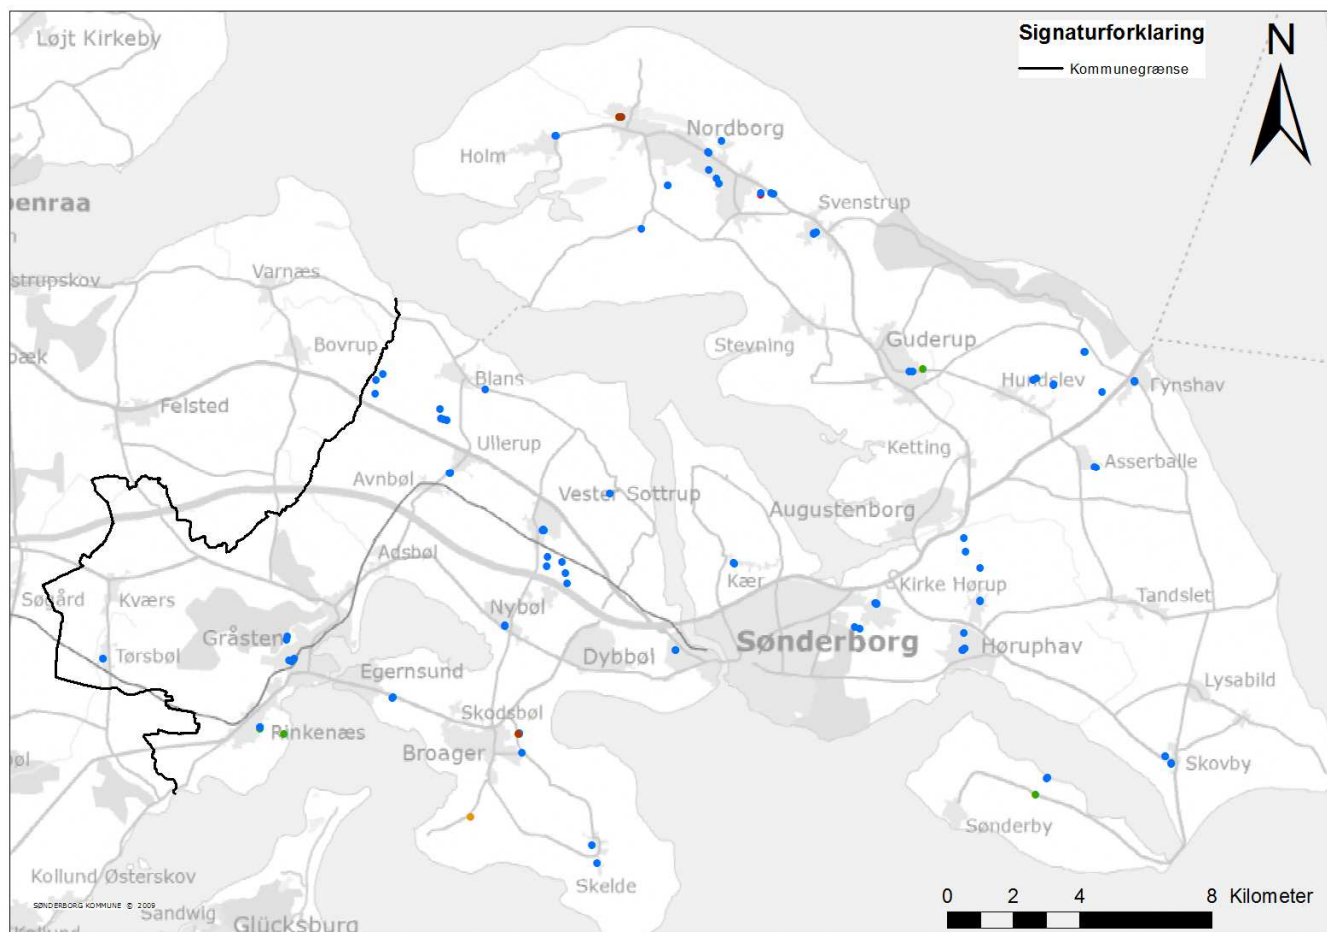 Løjt Kirkeby
Signaturforklaring
Kommunegrænse
N
Nordborg
Holm
Svenstrup
Varnæs
Bovrup
Stevning
Guderup
Blans
Hundslev
Fynshav
Felsted
Ullerup
Ketting
Avnbøl
Asserballe
Vester Sottrup
Augustenborg
Adsbøl
Kær
Kirke Hørup
Søgård
Kværs
Nybøl
Tandslet
Gråsten
Sønderborg
Tørsbøl
Dybbøl
Høruphav
Egernsund
Lysabild
Skodsbøl
Rinkenæs
Broager
Skovby
Sønderby
Kollund Østerskov
Skelde
SØNDERBORG KOMMUNE © 2009
Sandwig
Glücksburg
0 2 4 8 Kilometer